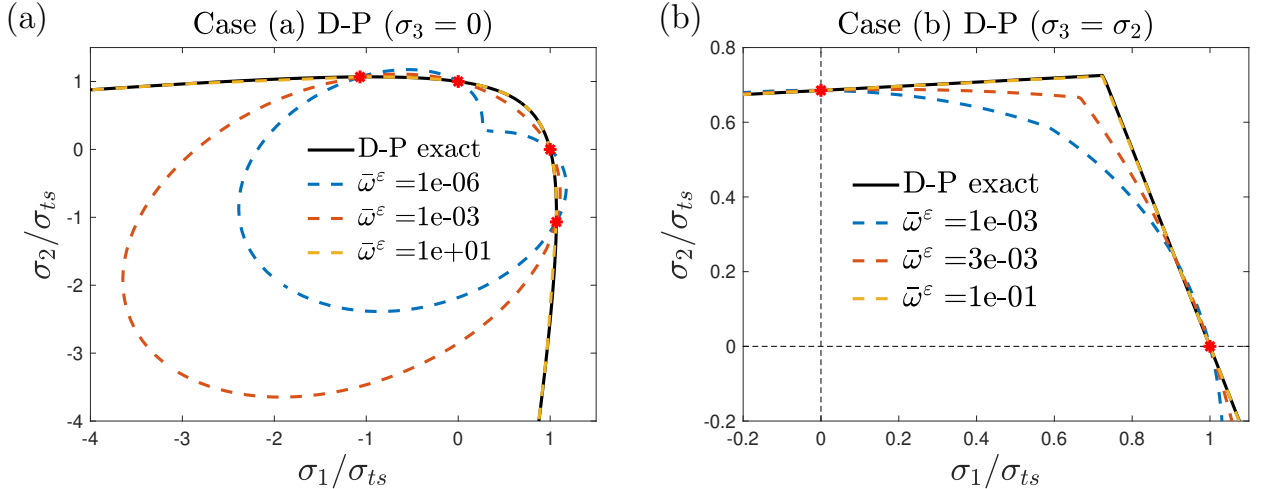 (a)
Case (a) D-P (σ₃ = 0)
σ₂/σₜₛ
1
0
-1
-2
-3
-4
D-P exact
ω̄^ε =1e-06
ω̄^ε =1e-03
ω̄^ε =1e+01
-4
-3
-2
-1
0
1
σ₁/σₜₛ
(b)
Case (b) D-P (σ₃ = σ₂)
σ₂/σₜₛ
0.8
0.6
0.4
0.2
0
-0.2
D-P exact
ω̄^ε =1e-03
ω̄^ε =3e-03
ω̄^ε =1e-01
-0.2
0
0.2
0.4
0.6
0.8
1
σ₁/σₜₛ